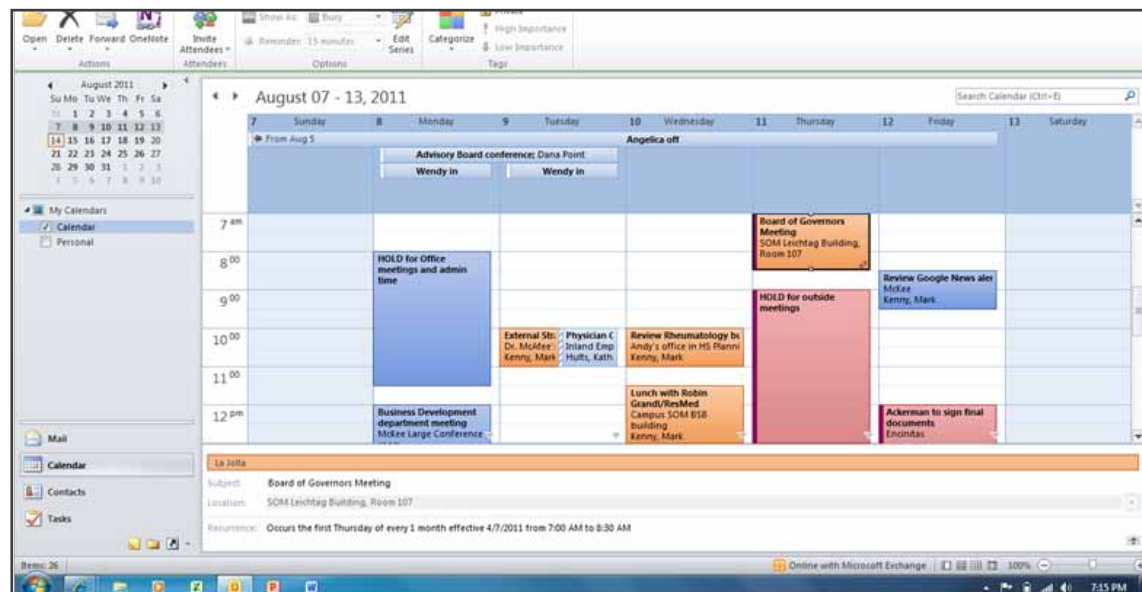 Show As: Busy
Private
High Importance
Open Delete Forward OneNote
Invite Attendees
Reminder: 15 minutes
Edit Series
Categorize
Low Importance
Actions
Attendees
Options
Tags
August 2011
Su Mo Tu We Th Fr Sa
31 1 2 3 4 5 6
7 8 9 10 11 12 13
14 15 16 17 18 19 20
21 22 23 24 25 26 27
28 29 30 31 1 2 3
4 5 6 7 8 9 10
My Calendars
Calendar
Personal
Mail
Calendar
Contacts
Tasks
August 07 - 13, 2011
Search Calendar (Ctrl+E)
7 Sunday 8 Monday 9 Tuesday 10 Wednesday 11 Thursday 12 Friday 13 Saturday
From Aug 5
Angelica off
Advisory Board conference; Dana Point
Wendy in
Wendy in
7 am
8 00
9 00
10 00
11 00
12 pm
HOLD for Office
meetings and admin
time
Business Development
department meeting
McKee Large Conference
External Str
Dr. McAfee's
Kenny, Mark
Physician C
Inland Emp
Hults, Kath
Review Rheumatology bu
Andy's office in HS Planni
Kenny, Mark
Lunch with Robin
Grandl/ResMed
Campus SOM BSB
building
Kenny, Mark
Board of Governors
Meeting
SOM Leichtag Building,
Room 107
HOLD for outside
meetings
Review Google News aler
McKee
Kenny, Mark
Ackerman to sign final
documents
Encinitas
La Jolla
Subject: Board of Governors Meeting
Location: SOM Leichtag Building, Room 107
Recurrence: Occurs the first Thursday of every 1 month effective 4/7/2011 from 7:00 AM to 8:30 AM
Items: 26
Online with Microsoft Exchange
100%
7:15 PM